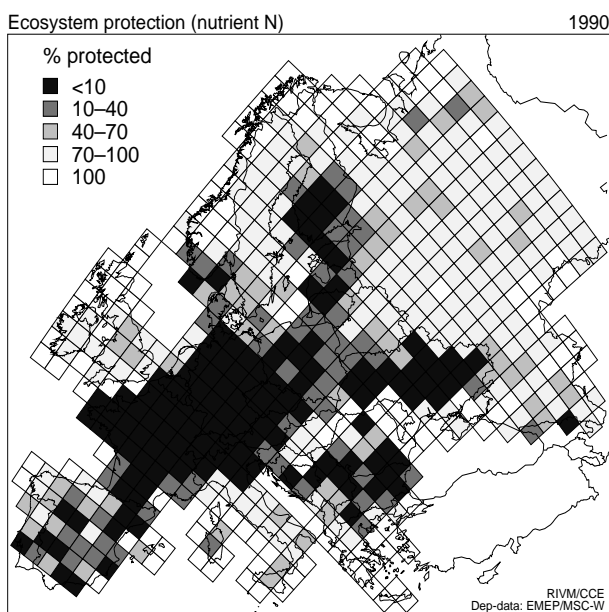 Ecosystem protection (nutrient N) 1990
% protected
<10
10–40
40–70
70–100
100
RIVM/CCE
Dep-data: EMEP/MSC-W